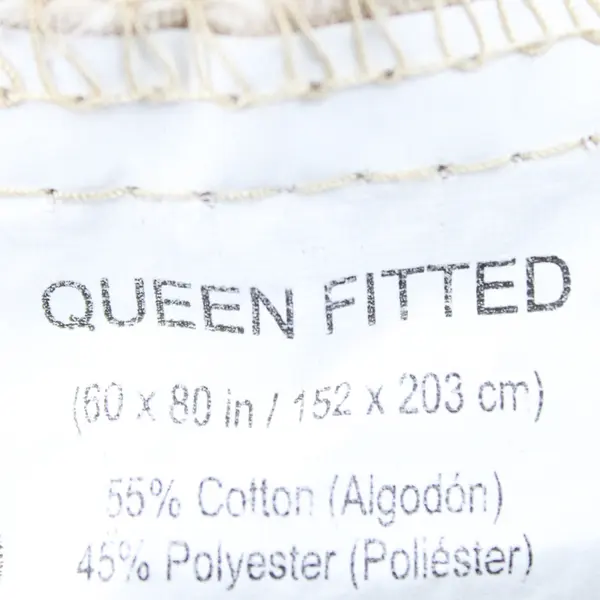 QUEEN FITTED
(60 x 80 in / 152 x 203 cm)
55% Cotton (Algodón)
45% Polyester (Poliéster)